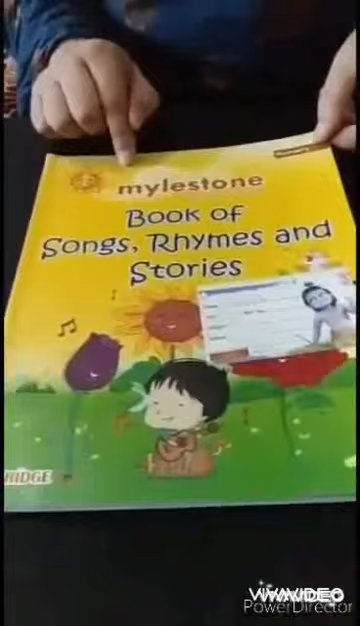 mylestone
Book of
Songs, Rhymes and
Stories
RIDGE
VIVAVIDEO
PowerDirector